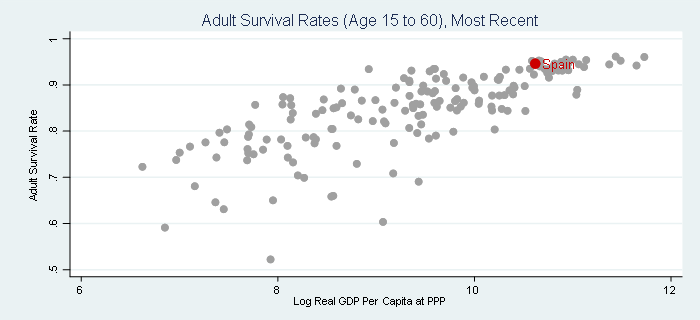 Adult Survival Rates (Age 15 to 60), Most Recent
Adult Survival Rate
1
.9
.8
.7
.6
.5
Spain
6
8
10
12
Log Real GDP Per Capita at PPP